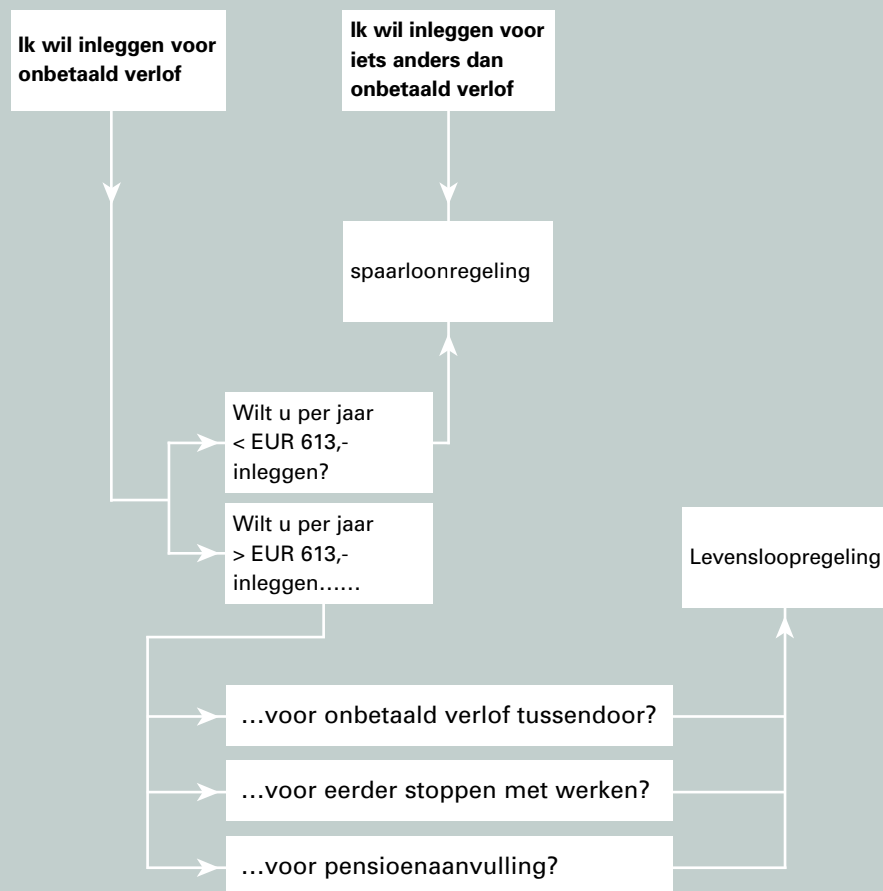 Ik wil inleggen voor
onbetaald verlof
Ik wil inleggen voor
iets anders dan
onbetaald verlof
spaarloonregeling
Wilt u per jaar
< EUR 613,-
inleggen?
Wilt u per jaar
> EUR 613,-
inleggen……
Levensloopregeling
…voor onbetaald verlof tussendoor?
…voor eerder stoppen met werken?
…voor pensioenaanvulling?